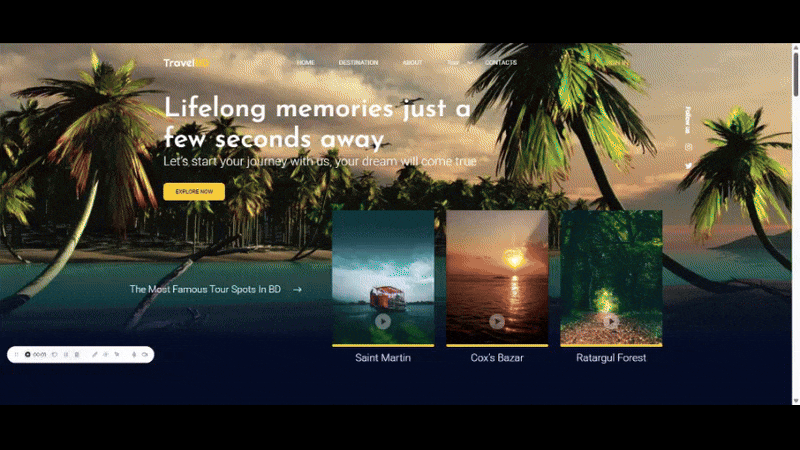 TravelBD
HOME DESTINATION ABOUT Tour CONTACTS SIGN IN
Lifelong memories just a
few seconds away
Let's start your journey with us, your dream will come true
EXPLORE NOW
Follow us
The Most Famous Tour Spots In BD →
Saint Martin Cox's Bazar Ratargul Forest